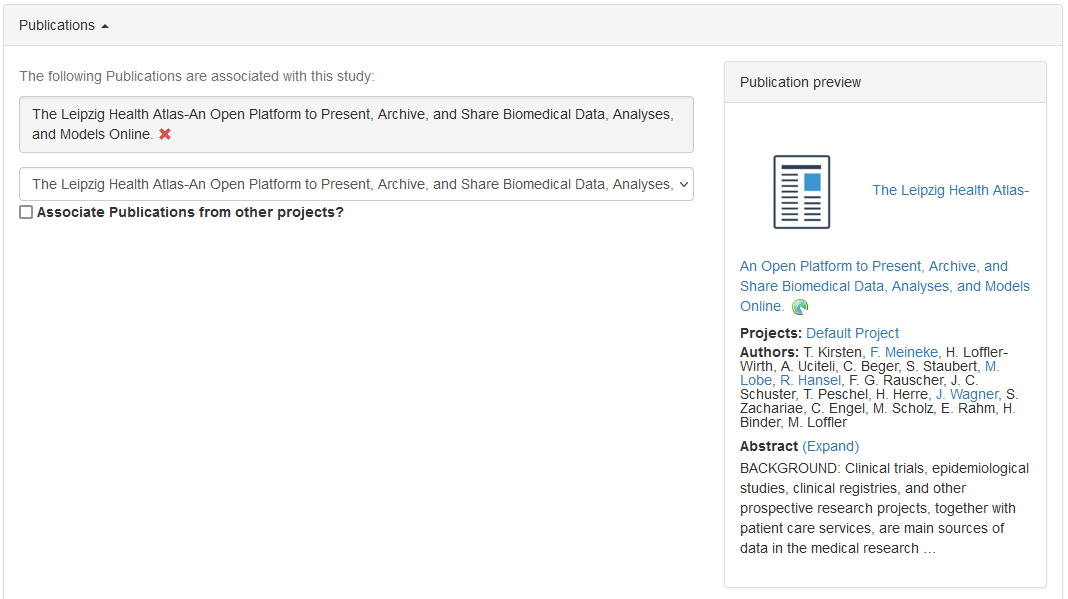 Publications
The following Publications are associated with this study:
The Leipzig Health Atlas-An Open Platform to Present, Archive, and Share Biomedical Data, Analyses,
and Models Online.
The Leipzig Health Atlas-An Open Platform to Present, Archive, and Share Biomedical Data, Analyses,
Associate Publications from other projects?
Publication preview
The Leipzig Health Atlas-
An Open Platform to Present, Archive, and
Share Biomedical Data, Analyses, and Models
Online.
Projects: Default Project
Authors: T. Kirsten, F. Meineke, H. Loffler-
Wirth, A. Uciteli, C. Beger, S. Staubert, M.
Lobe, R. Hansel, F. G. Rauscher, J. C.
Schuster, T. Peschel, H. Herre, J. Wagner, S.
Zachariae, C. Engel, M. Scholz, E. Rahm, H.
Binder, M. Loffler
Abstract (Expand)
BACKGROUND: Clinical trials, epidemiological
studies, clinical registries, and other
prospective research projects, together with
patient care services, are main sources of
data in the medical research …